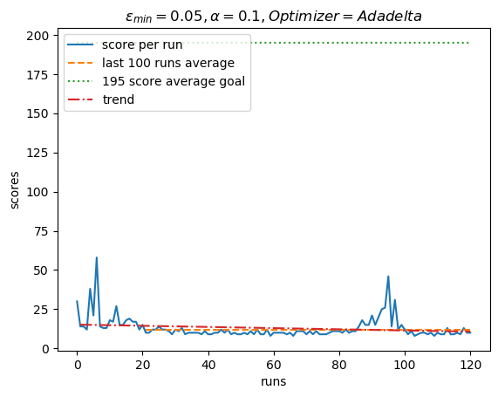 ε_min = 0.05, α = 0.1, Optimizer = Adadelta
score per run
last 100 runs average
195 score average goal
trend
scores
200
175
150
125
100
75
50
25
0
0 20 40 60 80 100 120
runs